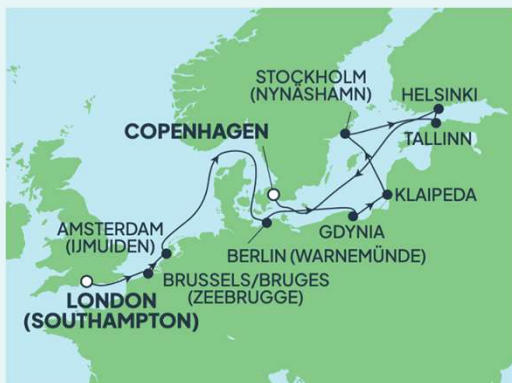 STOCKHOLM
(NYNÄSHAMN)
HELSINKI
COPENHAGEN
TALLINN
KLAIPEDA
AMSTERDAM
(IJMUIDEN)
GDYNIA
BERLIN (WARNEMÜNDE)
BRUSSELS/BRUGES
(ZEEBRUGGE)
LONDON
(SOUTHAMPTON)